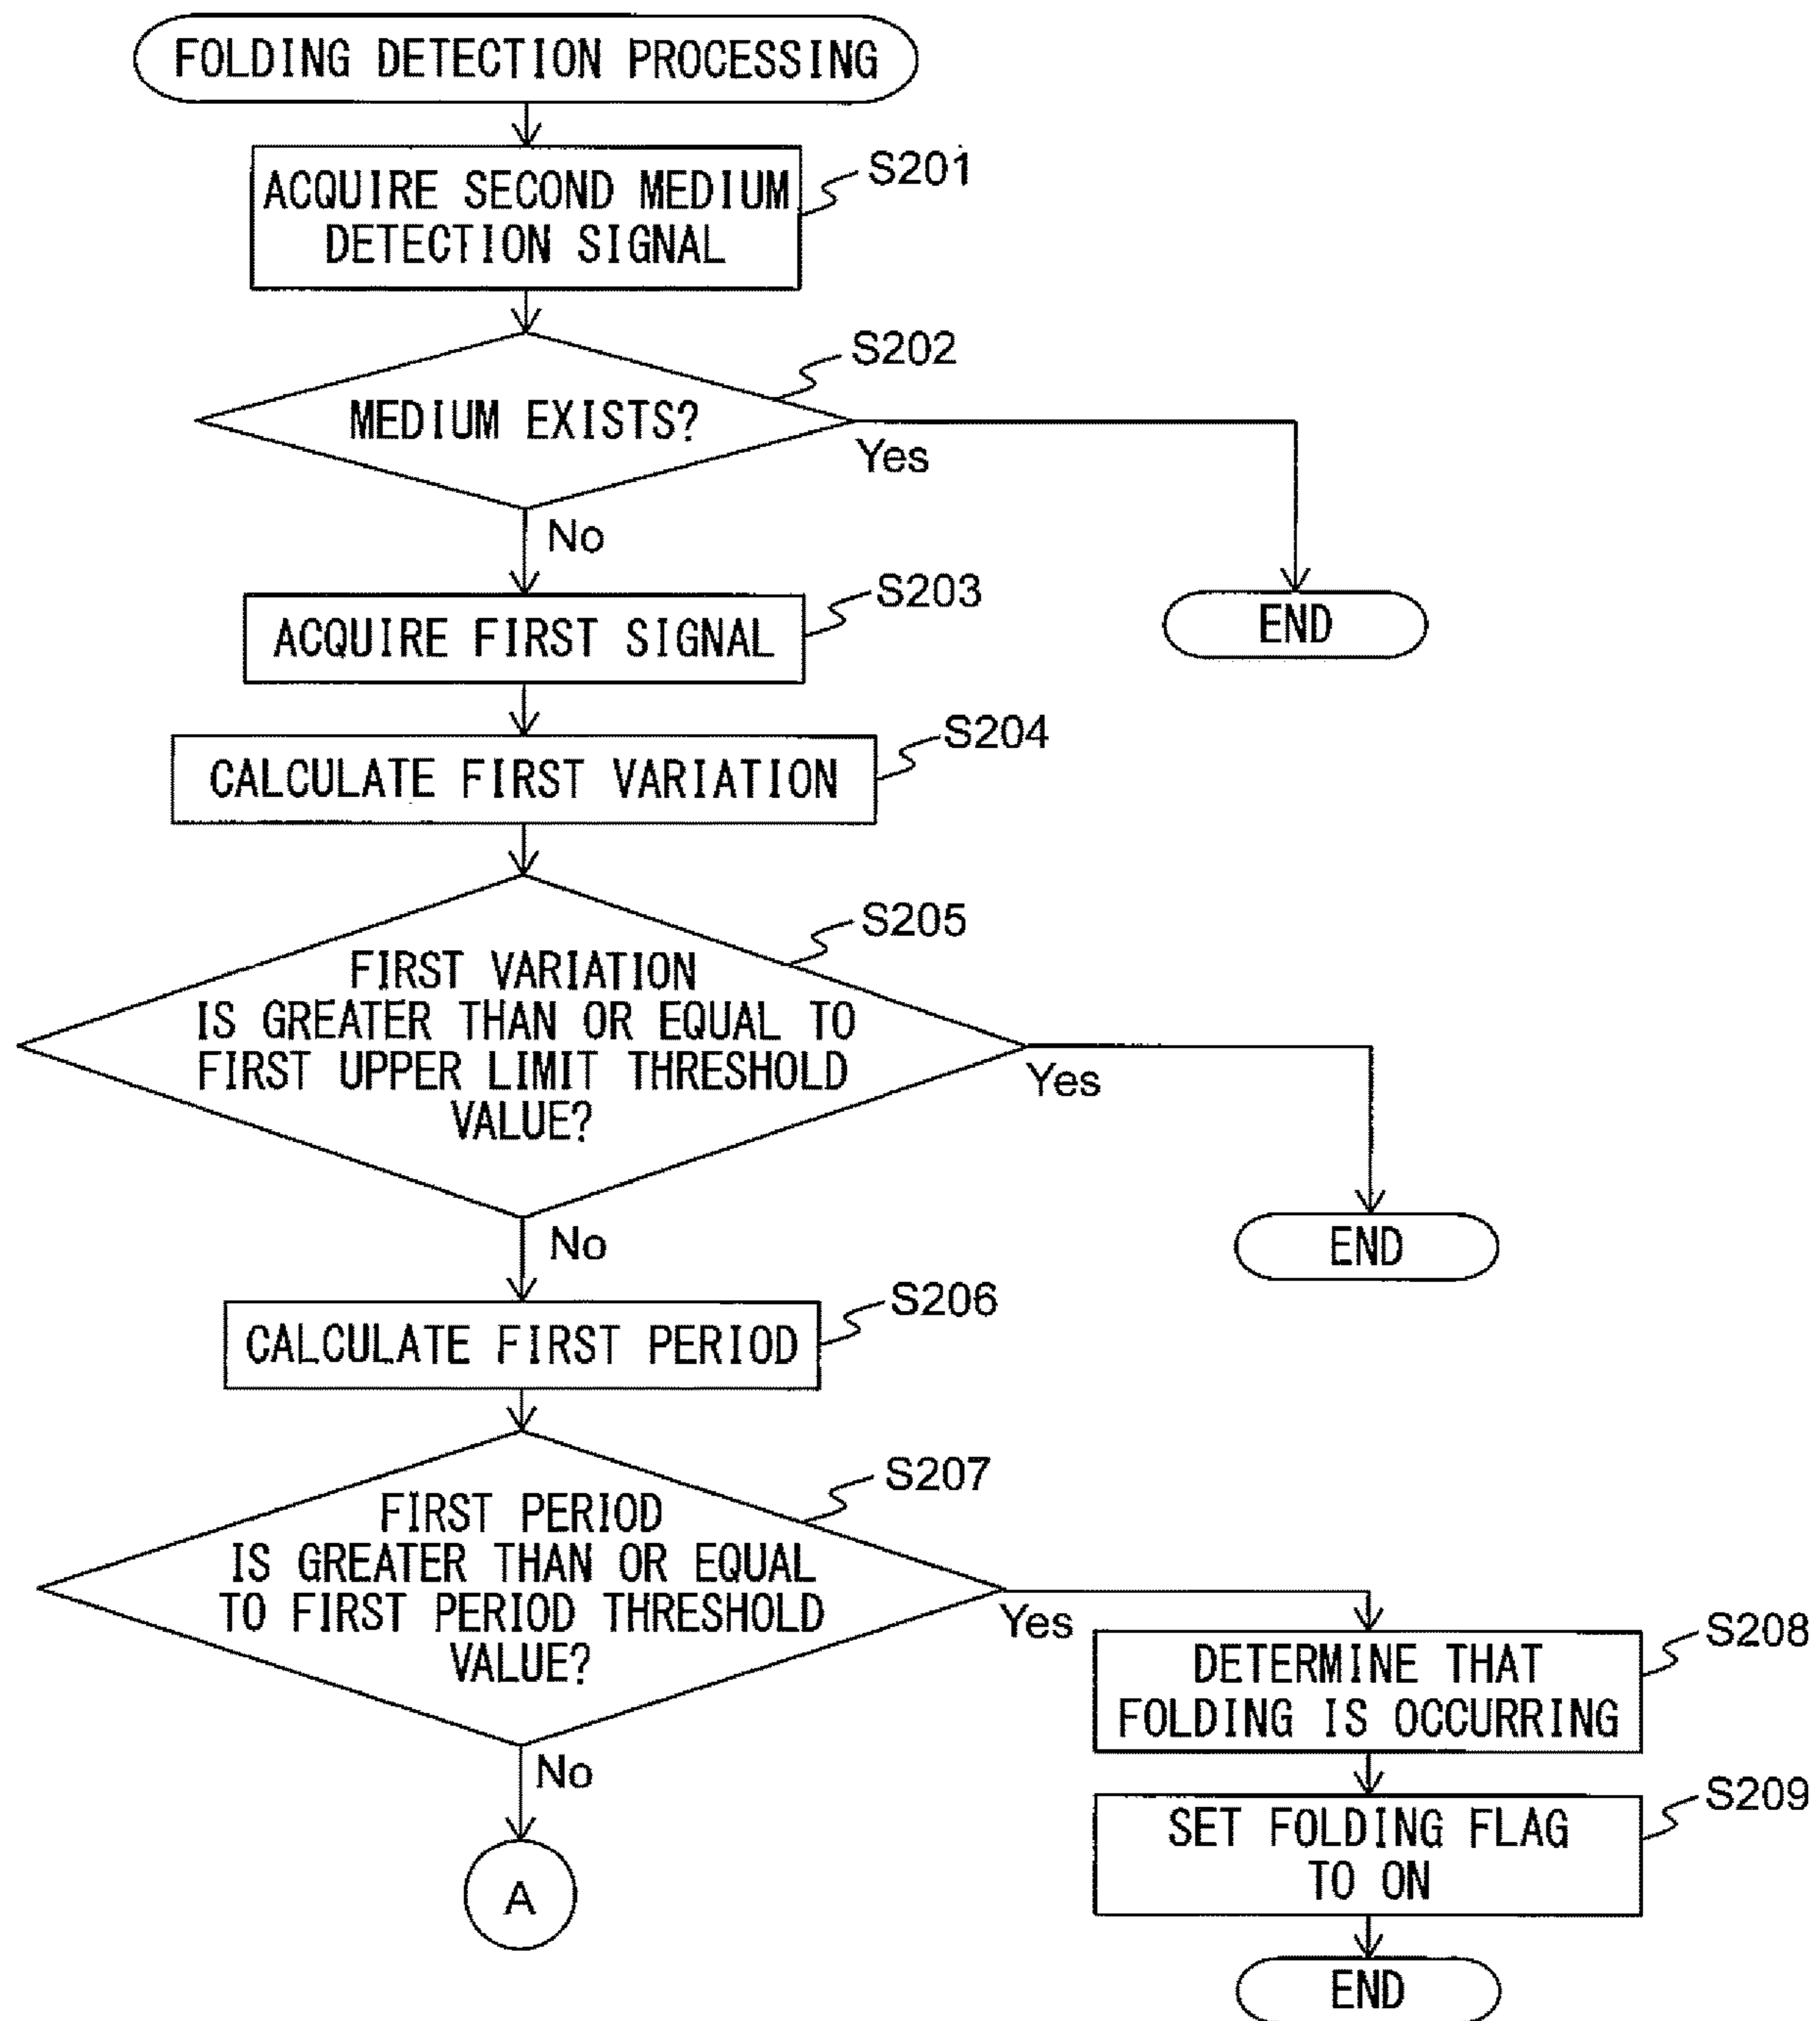 FOLDING DETECTION PROCESSING
S201
ACQUIRE SECOND MEDIUM
DETECTION SIGNAL
S202
MEDIUM EXISTS?
Yes
No
END
S203
ACQUIRE FIRST SIGNAL
S204
CALCULATE FIRST VARIATION
S205
FIRST VARIATION
IS GREATER THAN OR EQUAL TO
FIRST UPPER LIMIT THRESHOLD
VALUE?
Yes
No
END
S206
CALCULATE FIRST PERIOD
S207
FIRST PERIOD
IS GREATER THAN OR EQUAL
TO FIRST PERIOD THRESHOLD
VALUE?
Yes
No
S208
DETERMINE THAT
FOLDING IS OCCURRING
S209
SET FOLDING FLAG
TO ON
A
END